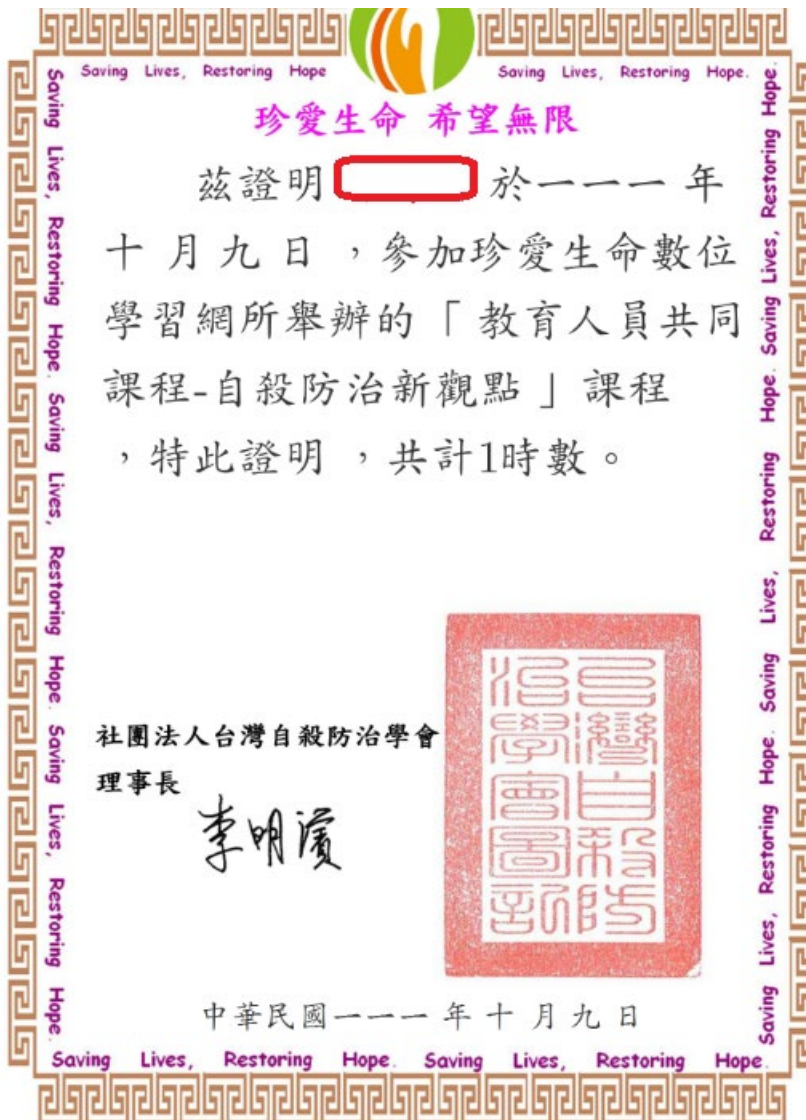 Saving Lives, Restoring Hope
Saving Lives, Restoring Hope.
珍愛生命 希望無限
茲證明 於一一一 年
十 月 九 日 ，參加珍愛生命數位
學習網所舉辦的「 教育人員共同
課程-自殺防治新觀點 」課程
，特此證明 ，共計1時數。
社團法人台灣自殺防治學會
理事長
李明濱
台灣自殺防
治學會圖記
中華民國一一一 年 十 月 九 日
Saving Lives, Restoring Hope. Saving Lives, Restoring Hope. Saving Lives, Restoring Hope.
Saving Lives, Restoring Hope. Saving Lives, Restoring Hope. Saving Lives, Restoring Hope.
Saving Lives, Restoring Hope. Saving Lives, Restoring Hope.